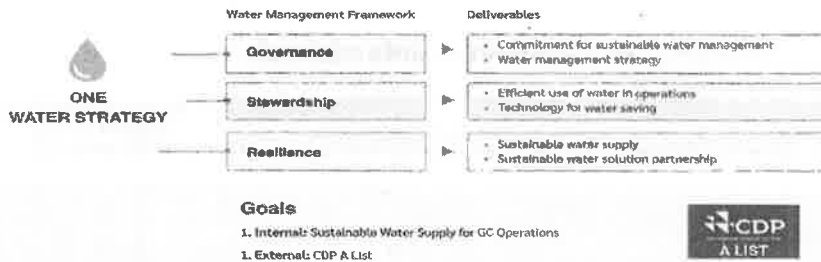 Water Management Framework
Deliverables
ONE
WATER STRATEGY
Governance
• Commitment for sustainable water management
• Water management strategy
Stewardship
• Efficient use of water in operations
• Technology for water saving
Resilience
• Sustainable water supply
• Sustainable water solution partnership
Goals
1. Internal: Sustainable Water Supply for GC Operations
1. External: CDP A List
CDP
A LIST